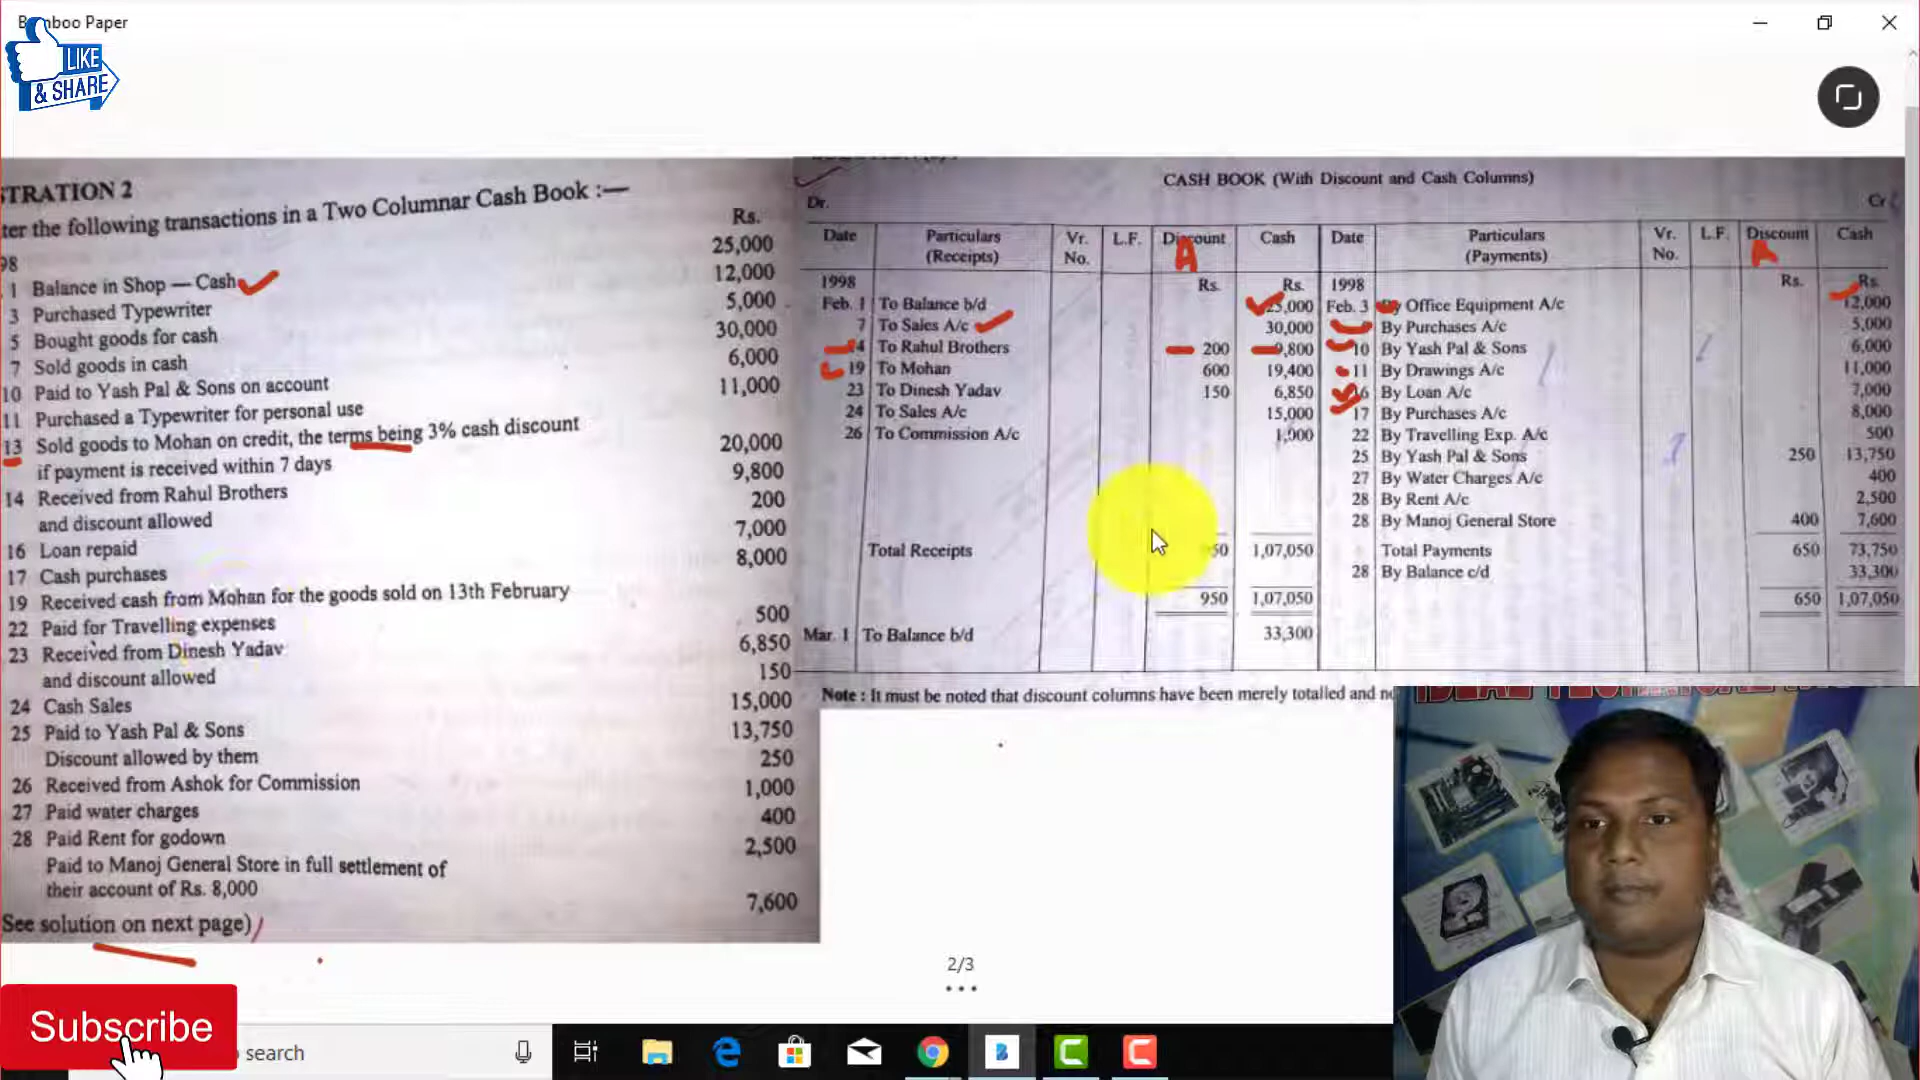 Bamboo Paper
LIKE
& SHARE
STRATION 2
ter the following transactions in a Two Columnar Cash Book :—
Rs.
98
1 Balance in Shop — Cash 25,000
3 Purchased Typewriter 12,000
5 Bought goods for cash 5,000
7 Sold goods in cash 30,000
10 Paid to Yash Pal & Sons on account 6,000
11 Purchased a Typewriter for personal use 11,000
13 Sold goods to Mohan on credit, the terms being 3% cash discount
if payment is received within 7 days 20,000
14 Received from Rahul Brothers 9,800
and discount allowed 200
16 Loan repaid 7,000
17 Cash purchases 8,000
19 Received cash from Mohan for the goods sold on 13th February
22 Paid for Travelling expenses 500
23 Received from Dinesh Yadav 6,850
and discount allowed 150
24 Cash Sales 15,000
25 Paid to Yash Pal & Sons 13,750
Discount allowed by them 250
26 Received from Ashok for Commission 1,000
27 Paid water charges 400
28 Paid Rent for godown 2,500
Paid to Manoj General Store in full settlement of
their account of Rs. 8,000 7,600
See solution on next page)
CASH BOOK (With Discount and Cash Columns)
Dr. Cr
Date Particulars (Receipts) Vr. No. L.F. Discount Cash Date Particulars (Payments) Vr. No. L.F. Discount Cash
A A
1998 Rs. Rs. 1998 Rs. Rs.
Feb. 1 To Balance b/d 25,000 Feb. 3 By Office Equipment A/c 12,000
7 To Sales A/c 30,000 By Purchases A/c 5,000
14 To Rahul Brothers 200 9,800 10 By Yash Pal & Sons 6,000
19 To Mohan 600 19,400 11 By Drawings A/c 11,000
23 To Dinesh Yadav 150 6,850 16 By Loan A/c 7,000
24 To Sales A/c 15,000 17 By Purchases A/c 8,000
26 To Commission A/c 1,000 22 By Travelling Exp. A/c 500
25 By Yash Pal & Sons 250 13,750
27 By Water Charges A/c 400
28 By Rent A/c 2,500
28 By Manoj General Store 400 7,600
Total Receipts 950 1,07,050 Total Payments 650 73,750
28 By Balance c/d 33,300
950 1,07,050 650 1,07,050
Mar. 1 To Balance b/d 33,300
Note : It must be noted that discount columns have been merely totalled and
2/3
Subscribe
search